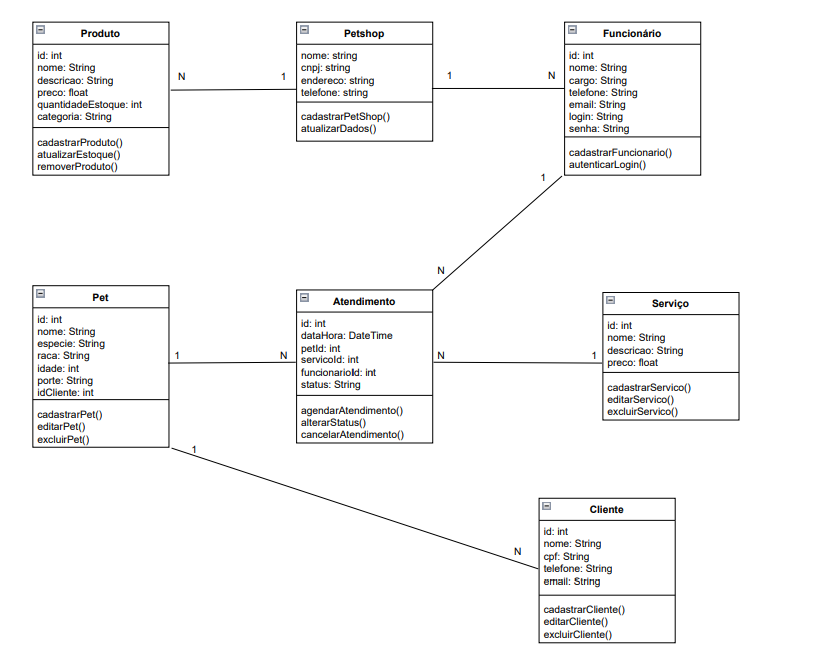 Produto
id: int
nome: String
descricao: String
preco: float
quantidadeEstoque: int
categoria: String
cadastrarProduto()
atualizarEstoque()
removerProduto()
N
1
Petshop
nome: string
cnpj: string
endereco: string
telefone: string
cadastrarPetShop()
atualizarDados()
1
N
Funcionário
id: int
nome: String
cargo: String
telefone: String
email: String
login: String
senha: String
cadastrarFuncionario()
autenticarLogin()
1
N
Pet
id: int
nome: String
especie: String
raca: String
idade: int
porte: String
idCliente: int
cadastrarPet()
editarPet()
excluirPet()
1
N
Atendimento
id: int
dataHora: DateTime
petId: int
servicoId: int
funcionarioId: int
status: String
agendarAtendimento()
alterarStatus()
cancelarAtendimento()
N
1
Serviço
id: int
nome: String
descricao: String
preco: float
cadastrarServico()
editarServico()
excluirServico()
1
N
Cliente
id: int
nome: String
cpf: String
telefone: String
email: String
cadastrarCliente()
editarCliente()
excluirCliente()